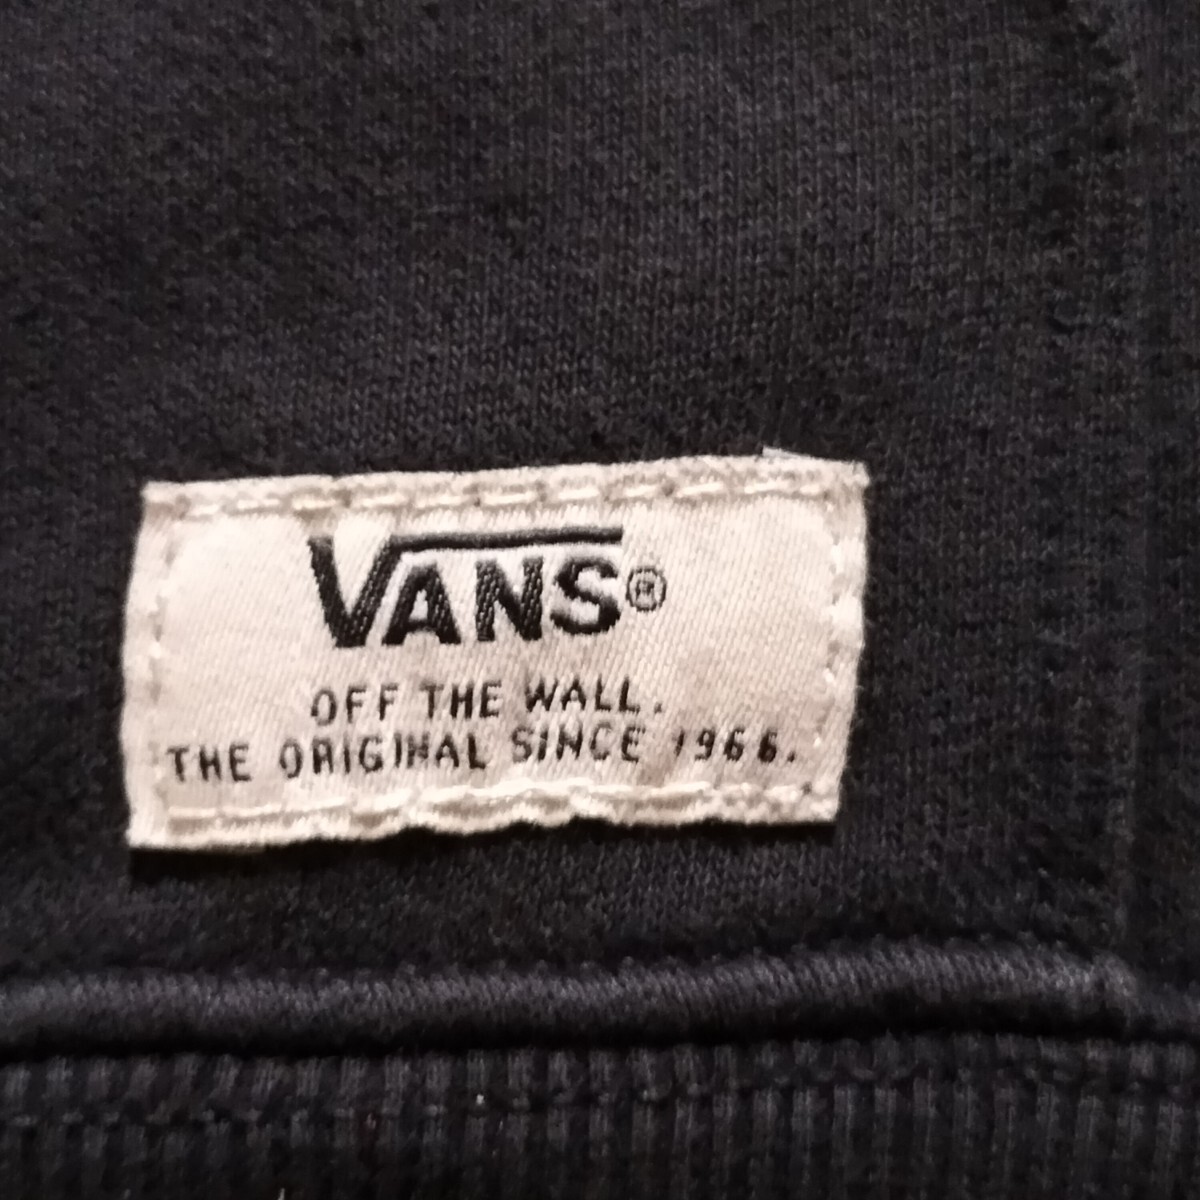 VANS®
OFF THE WALL.
THE ORIGINAL SINCE 1966.